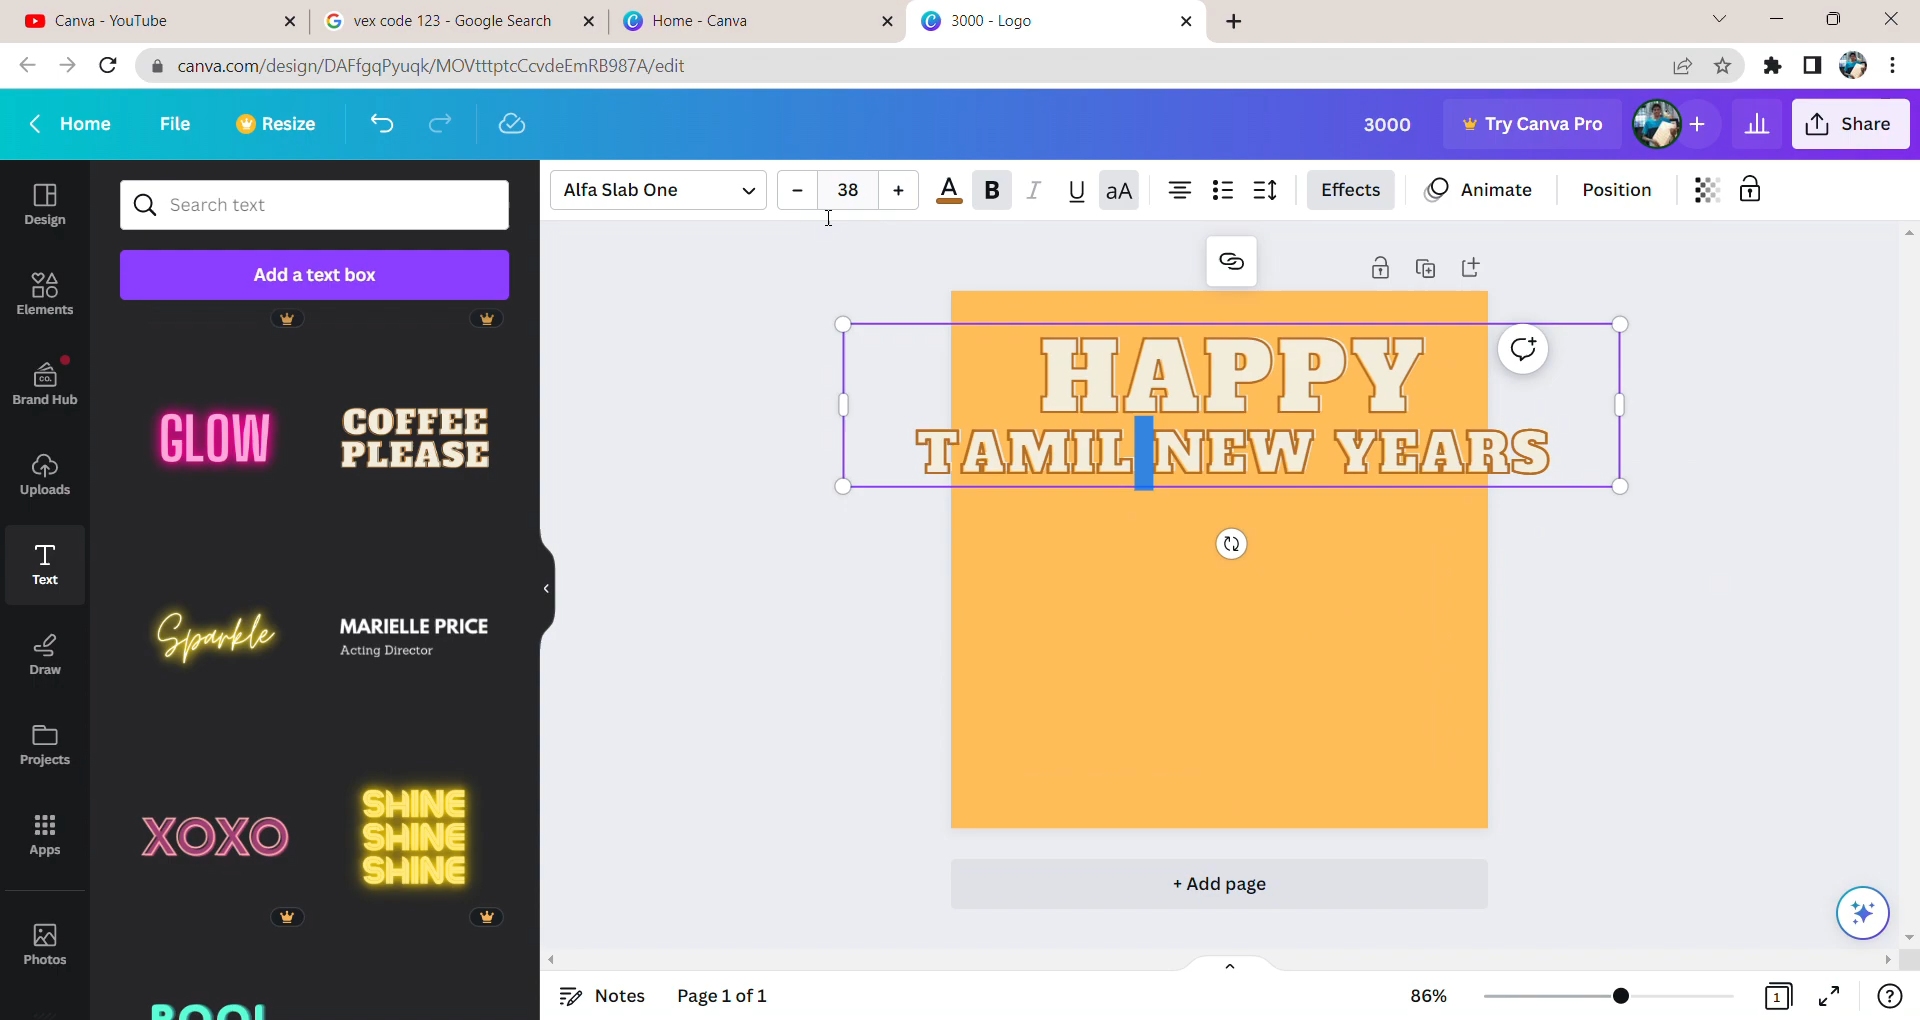 Canva - YouTube
vex code 123 - Google Search
Home - Canva
3000 - Logo
canva.com/design/DAFfgqPyuqk/MOVtttptcCcvdeEmRB987A/edit
Home
File
Resize
3000
Try Canva Pro
Share
Design
Elements
CO.
Brand Hub
Uploads
Text
Draw
Projects
Apps
Photos
Search text
Add a text box
GLOW
COFFEE
PLEASE
Sparkle
MARIELLE PRICE
Acting Director
XOXO
SHINE
SHINE
SHINE
Alfa Slab One
- 38 +
A B I U aA
Effects
Animate
Position
HAPPY
TAMIL NEW YEARS
+ Add page
Notes
Page 1 of 1
86%
1